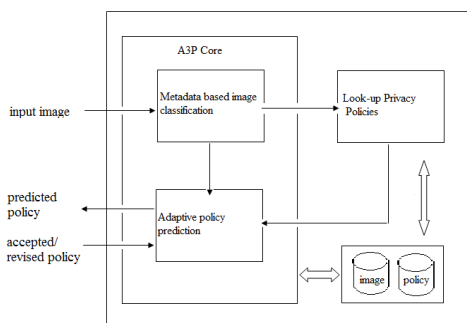 A3P Core
Metadata based image
classification
Look-up Privacy
Policies
input image
predicted
policy
Adaptive policy
prediction
accepted/
revised policy
image
policy